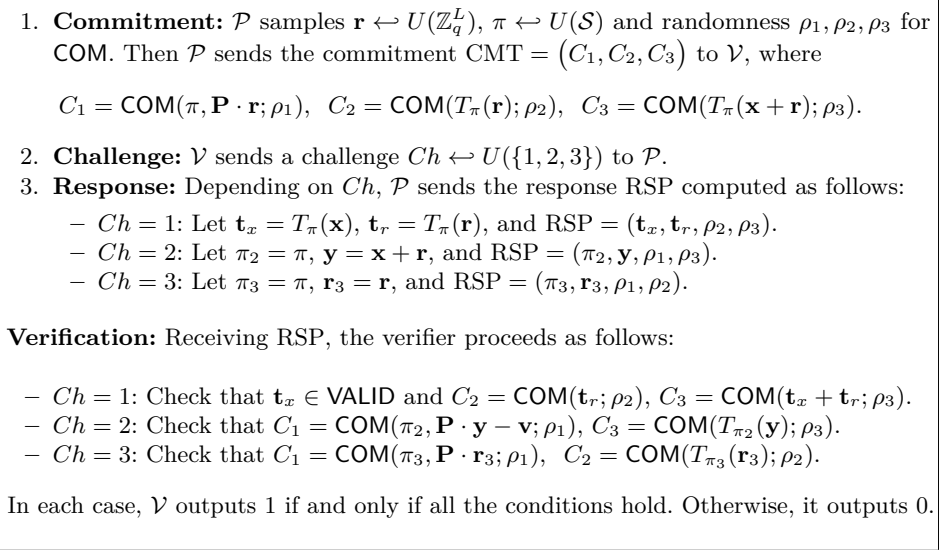 1. Commitment: 𝒫 samples r ↩ U(ℤ_q^L), π ↩ U(𝒮) and randomness ρ₁, ρ₂, ρ₃ for
COM. Then 𝒫 sends the commitment CMT = (C₁, C₂, C₃) to 𝒱, where
C₁ = COM(π, P · r; ρ₁), C₂ = COM(T_π(r); ρ₂), C₃ = COM(T_π(x + r); ρ₃).
2. Challenge: 𝒱 sends a challenge Ch ↩ U({1, 2, 3}) to 𝒫.
3. Response: Depending on Ch, 𝒫 sends the response RSP computed as follows:
– Ch = 1: Let t_x = T_π(x), t_r = T_π(r), and RSP = (t_x, t_r, ρ₂, ρ₃).
– Ch = 2: Let π₂ = π, y = x + r, and RSP = (π₂, y, ρ₁, ρ₃).
– Ch = 3: Let π₃ = π, r₃ = r, and RSP = (π₃, r₃, ρ₁, ρ₂).
Verification: Receiving RSP, the verifier proceeds as follows:
– Ch = 1: Check that t_x ∈ VALID and C₂ = COM(t_r; ρ₂), C₃ = COM(t_x + t_r; ρ₃).
– Ch = 2: Check that C₁ = COM(π₂, P · y − v; ρ₁), C₃ = COM(T_π₂(y); ρ₃).
– Ch = 3: Check that C₁ = COM(π₃, P · r₃; ρ₁), C₂ = COM(T_π₃(r₃); ρ₂).
In each case, 𝒱 outputs 1 if and only if all the conditions hold. Otherwise, it outputs 0.